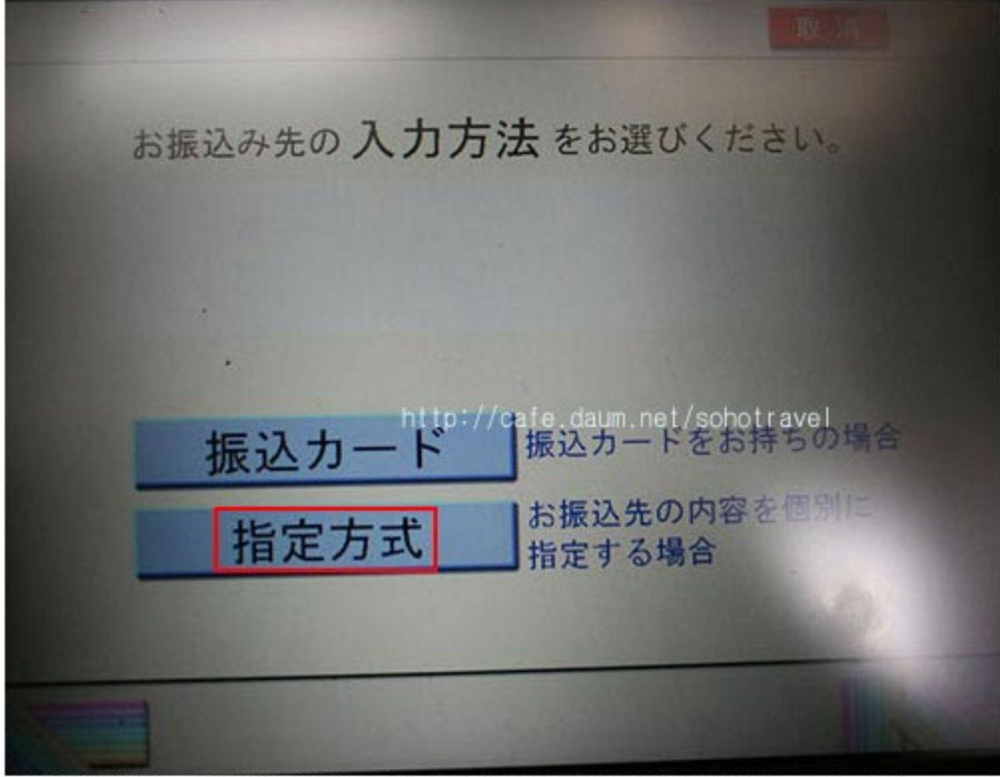 取消
お振込み先の 入力方法 をお選びください。
http://cafe.daum.net/sohotravel
振込カード
振込カードをお持ちの場合
指定方式
お振込先の内容を個別に
指定する場合